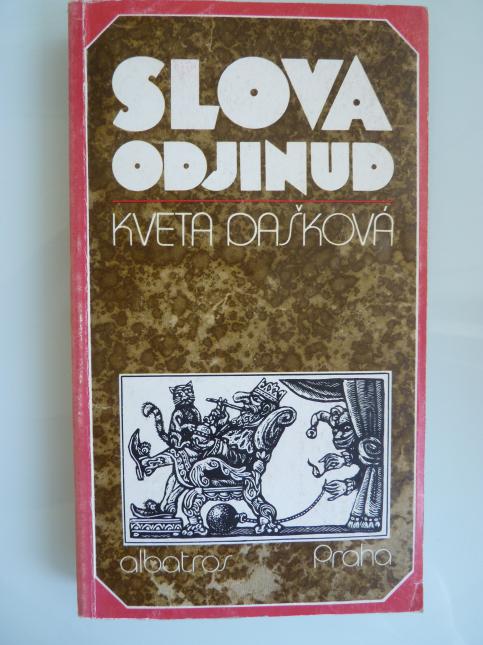 SLOVA
ODJINUD
KVETA DAŠKOVÁ
albatros Praha